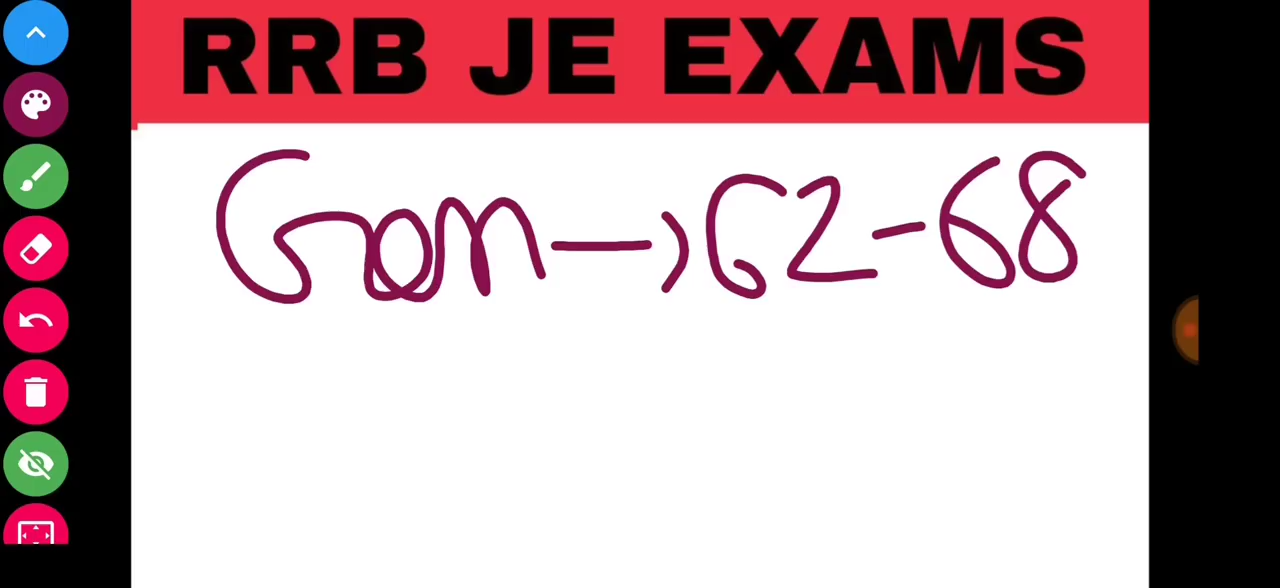 RRB JE EXAMS
Gen → 62-68